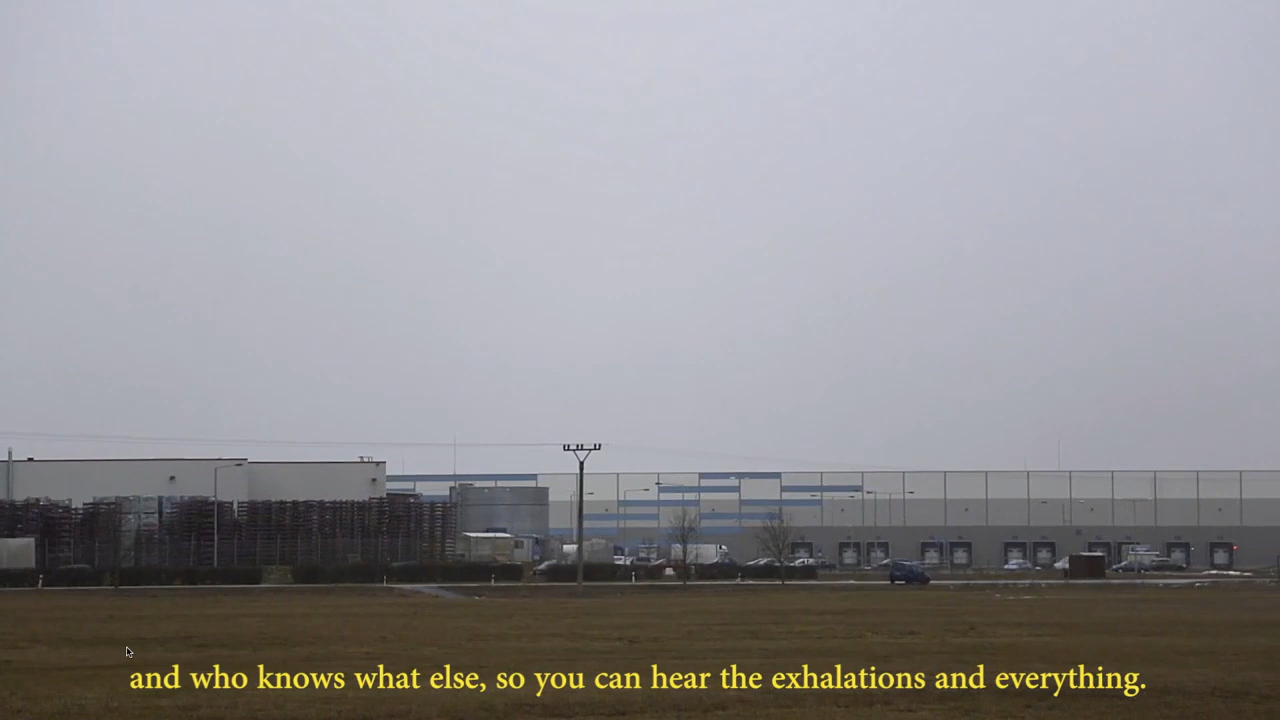 and who knows what else, so you can hear the exhalations and everything.